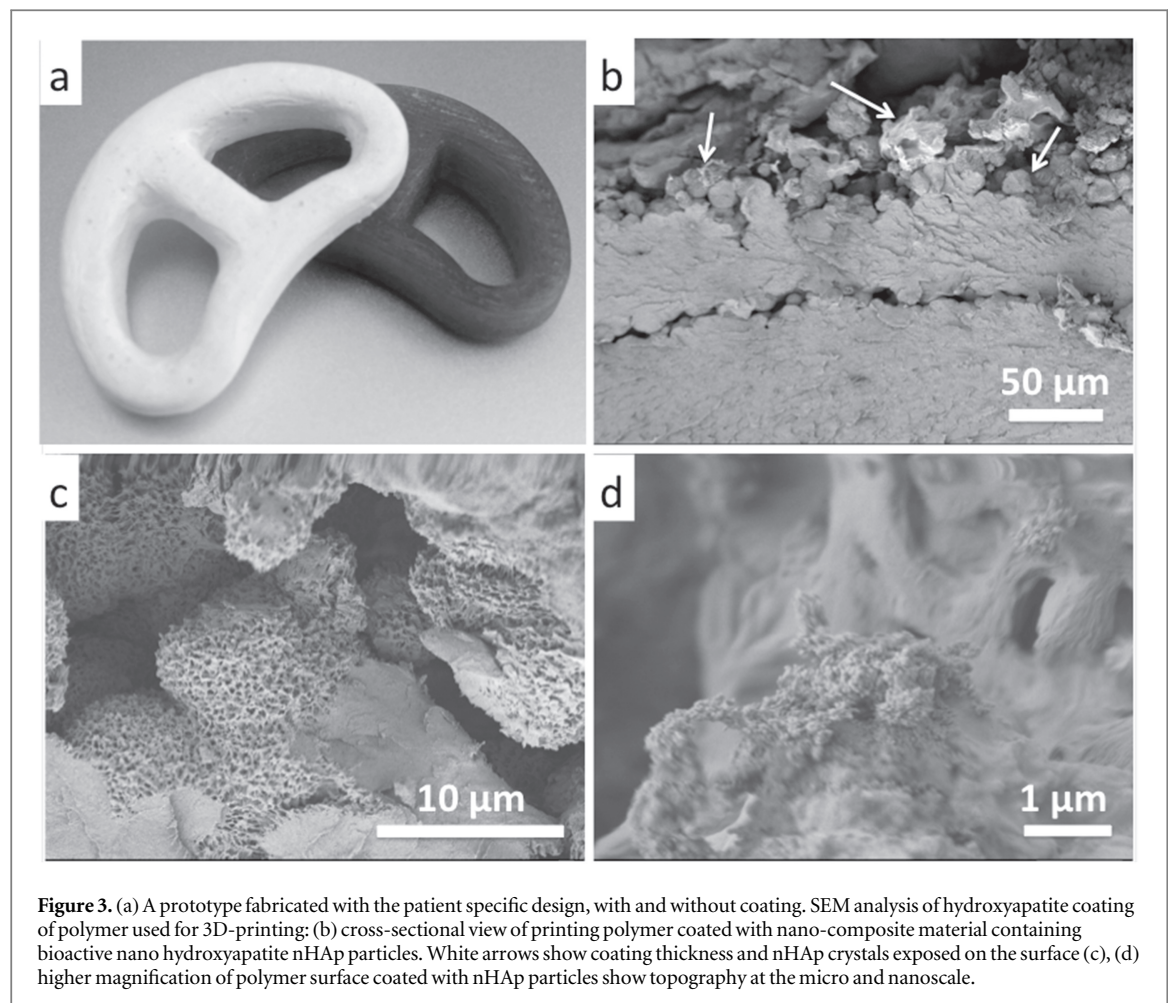 a
b
50 μm
c
10 μm
d
1 μm
Figure 3. (a) A prototype fabricated with the patient specific design, with and without coating. SEM analysis of hydroxyapatite coating
of polymer used for 3D-printing: (b) cross-sectional view of printing polymer coated with nano-composite material containing
bioactive nano hydroxyapatite nHAp particles. White arrows show coating thickness and nHAp crystals exposed on the surface (c), (d)
higher magnification of polymer surface coated with nHAp particles show topography at the micro and nanoscale.